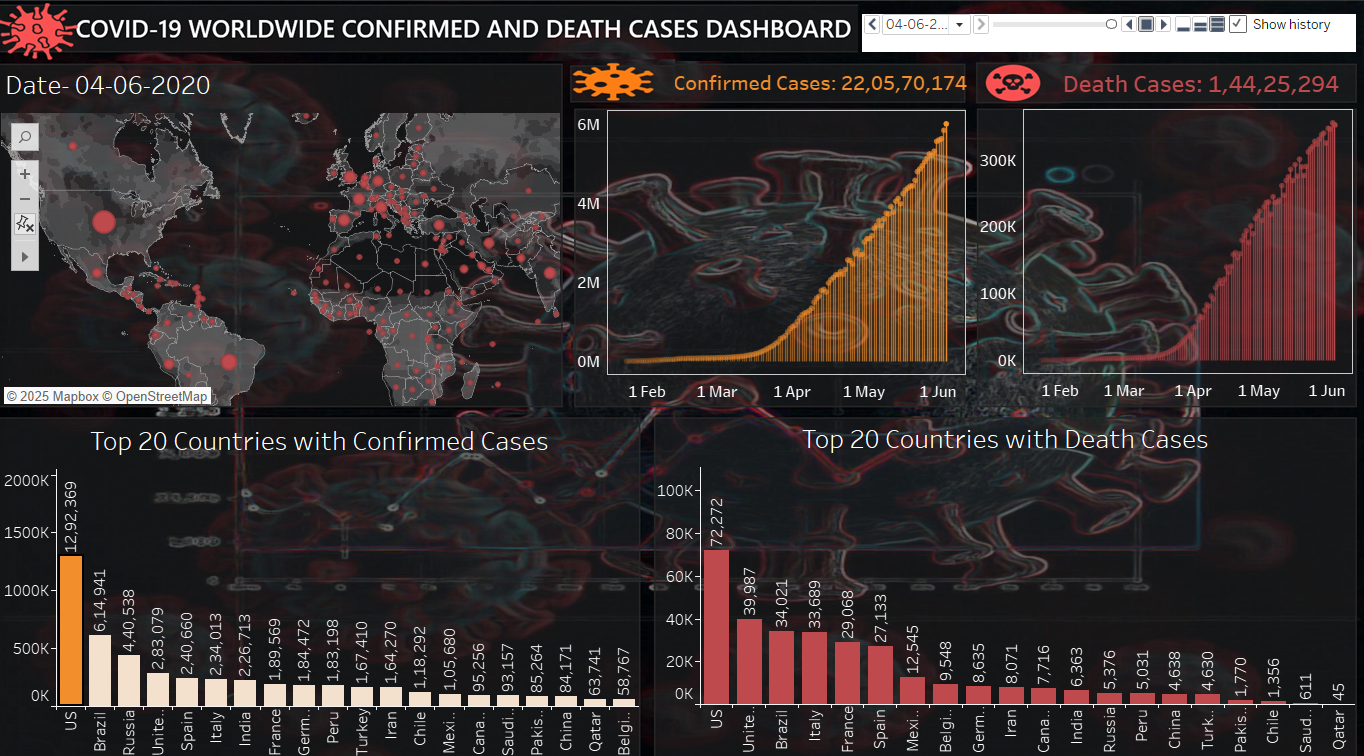 COVID-19 WORLDWIDE CONFIRMED AND DEATH CASES DASHBOARD
04-06-2...
Show history
Date- 04-06-2020
Confirmed Cases: 22,05,70,174
Death Cases: 1,44,25,294
© 2025 Mapbox © OpenStreetMap
6M
4M
2M
0M
1 Feb
1 Mar
1 Apr
1 May
1 Jun
300K
200K
100K
0K
1 Feb
1 Mar
1 Apr
1 May
1 Jun
Top 20 Countries with Confirmed Cases
2000K
1500K
1000K
500K
0K
12,92,369
6,14,941
4,40,538
2,83,079
2,40,660
2,34,013
2,26,713
1,89,569
1,84,472
1,83,198
1,67,410
1,64,270
1,18,292
1,05,680
95,256
93,157
85,264
84,171
63,741
58,767
US
Brazil
Russia
Unite..
Spain
Italy
India
France
Germ..
Peru
Turkey
Iran
Chile
Mexi..
Cana..
Saudi..
Pakis..
China
Qatar
Belgi..
Top 20 Countries with Death Cases
100K
80K
60K
40K
20K
0K
72,272
39,987
34,021
33,689
29,068
27,133
12,545
9,548
8,635
8,071
7,716
6,363
5,376
5,031
4,638
4,630
1,770
1,356
611
45
US
Unite..
Brazil
Italy
France
Spain
Mexi..
Belgi..
Germ..
Iran
Cana..
India
Russia
Peru
China
Turk..
Pakis..
Chile
Saud..
Qatar